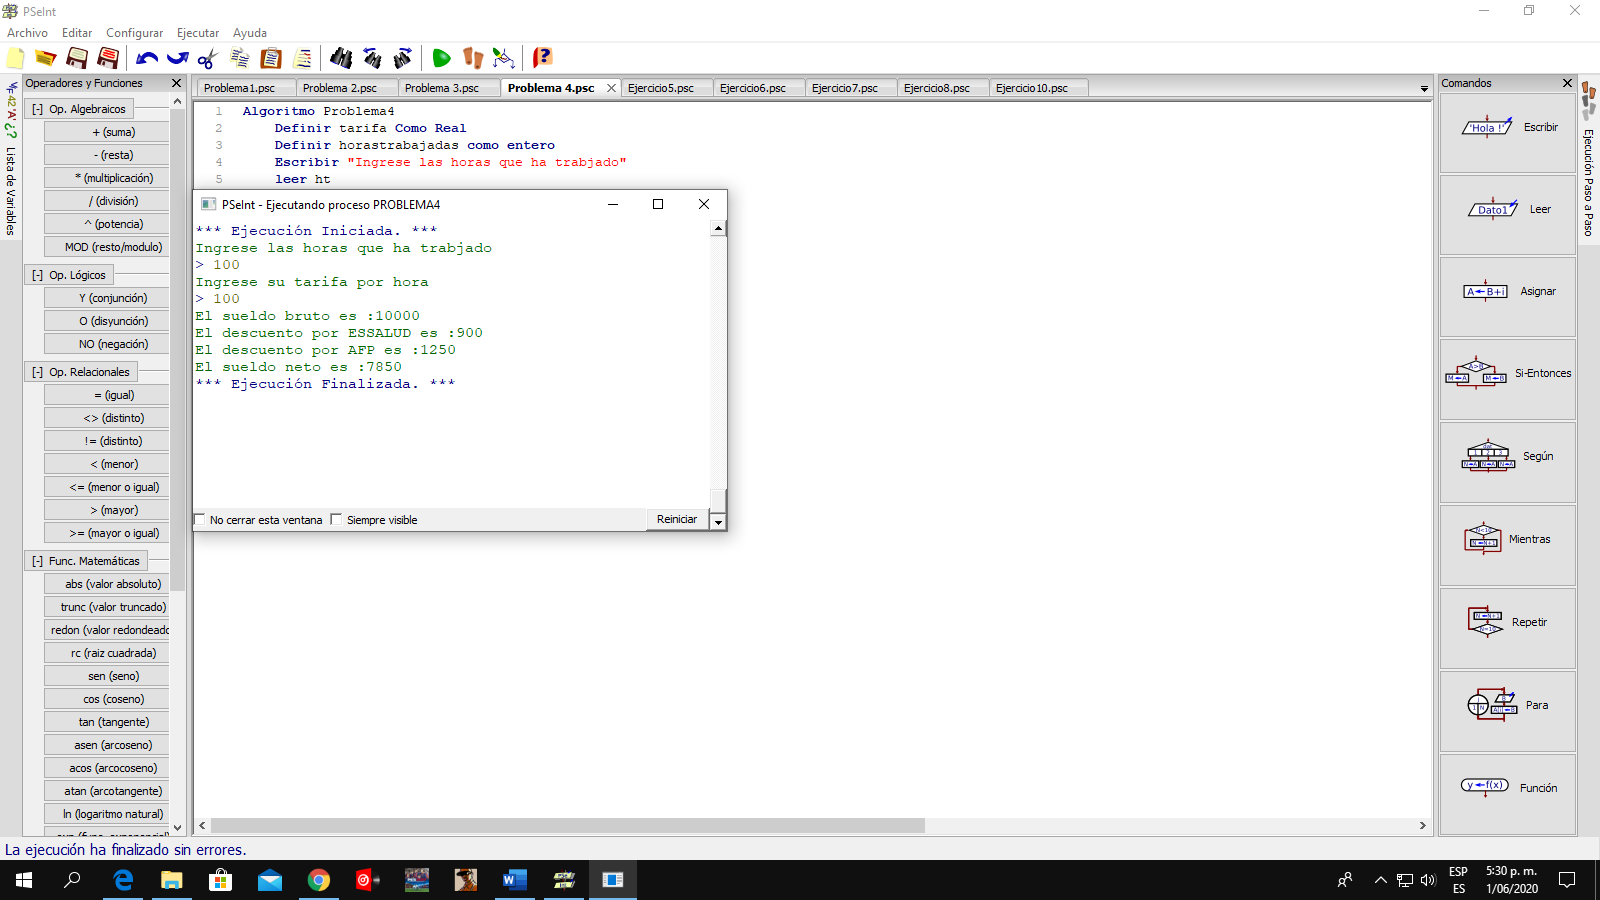 PSeInt
Archivo Editar Configurar Ejecutar Ayuda
Operadores y Funciones
Lista de Variables
[-] Op. Algebraicos
+ (suma)
- (resta)
* (multiplicación)
/ (división)
^ (potencia)
MOD (resto/modulo)
[-] Op. Lógicos
Y (conjunción)
O (disyunción)
NO (negación)
[-] Op. Relacionales
= (igual)
<> (distinto)
!= (distinto)
< (menor)
<= (menor o igual)
> (mayor)
>= (mayor o igual)
[-] Func. Matemáticas
abs (valor absoluto)
trunc (valor truncado)
redon (valor redondeado
rc (raiz cuadrada)
sen (seno)
cos (coseno)
tan (tangente)
asen (arcoseno)
acos (arcocoseno)
atan (arcotangente)
ln (logaritmo natural)
Problema1.psc Problema 2.psc Problema 3.psc Problema 4.psc Ejercicio5.psc Ejercicio6.psc Ejercicio7.psc Ejercicio8.psc Ejercicio10.psc
1 Algoritmo Problema4
2 Definir tarifa Como Real
3 Definir horastrabajadas como entero
4 Escribir "Ingrese las horas que ha trabjado"
5 leer ht
PSeInt - Ejecutando proceso PROBLEMA4
*** Ejecución Iniciada. ***
Ingrese las horas que ha trabjado
> 100
Ingrese su tarifa por hora
> 100
El sueldo bruto es :10000
El descuento por ESSALUD es :900
El descuento por AFP es :1250
El sueldo neto es :7850
*** Ejecución Finalizada. ***
No cerrar esta ventana Siempre visible Reiniciar
Comandos
'Hola !' Escribir
Dato1 Leer
A←B+i Asignar
Si-Entonces
Según
Mientras
Repetir
Para
y←f(x) Función
Ejecución Paso a Paso
La ejecución ha finalizado sin errores.
ESP 5:30 p. m.
ES 1/06/2020